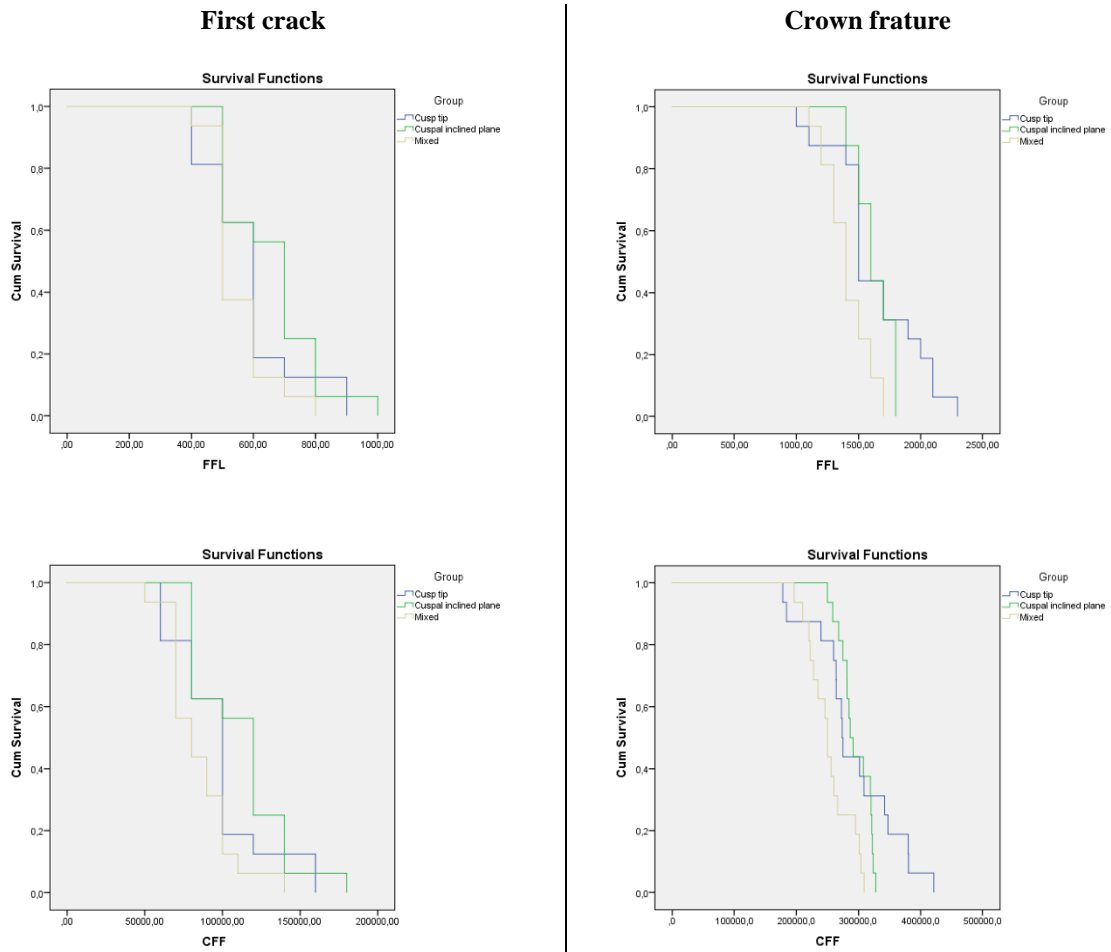 First crack
Crown frature
Survival Functions
Group
Cusp tip
Cuspal inclined plane
Mixed
Cum Survival
1,0
0,8
0,6
0,4
0,2
0,0
,00
200,00
400,00
600,00
800,00
1000,00
FFL
Survival Functions
Group
Cusp tip
Cuspal inclined plane
Mixed
Cum Survival
1,0
0,8
0,6
0,4
0,2
0,0
,00
500,00
1000,00
1500,00
2000,00
2500,00
FFL
Survival Functions
Group
Cusp tip
Cuspal inclined plane
Mixed
Cum Survival
1,0
0,8
0,6
0,4
0,2
0,0
,00
50000,00
100000,00
150000,00
200000,00
CFF
Survival Functions
Group
Cusp tip
Cuspal inclined plane
Mixed
Cum Survival
1,0
0,8
0,6
0,4
0,2
0,0
,00
100000,0
200000,0
300000,0
400000,0
500000,0
CFF